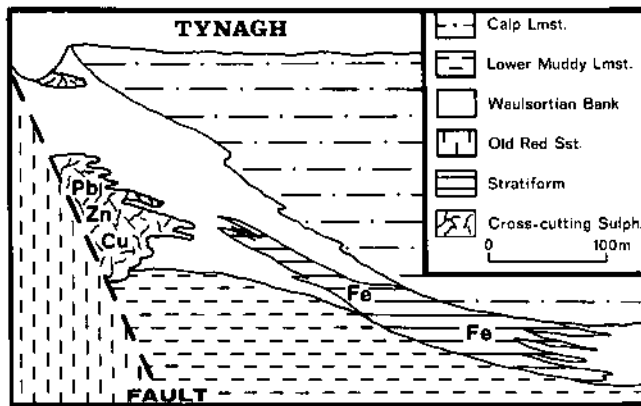 TYNAGH
Calp Lmst.
Lower Muddy Lmst.
Waulsortian Bank
Old Red Sst.
Stratiform
Cross-cutting Sulph.
0 100m
Pb
Zn
Cu
Fe
Fe
FAULT